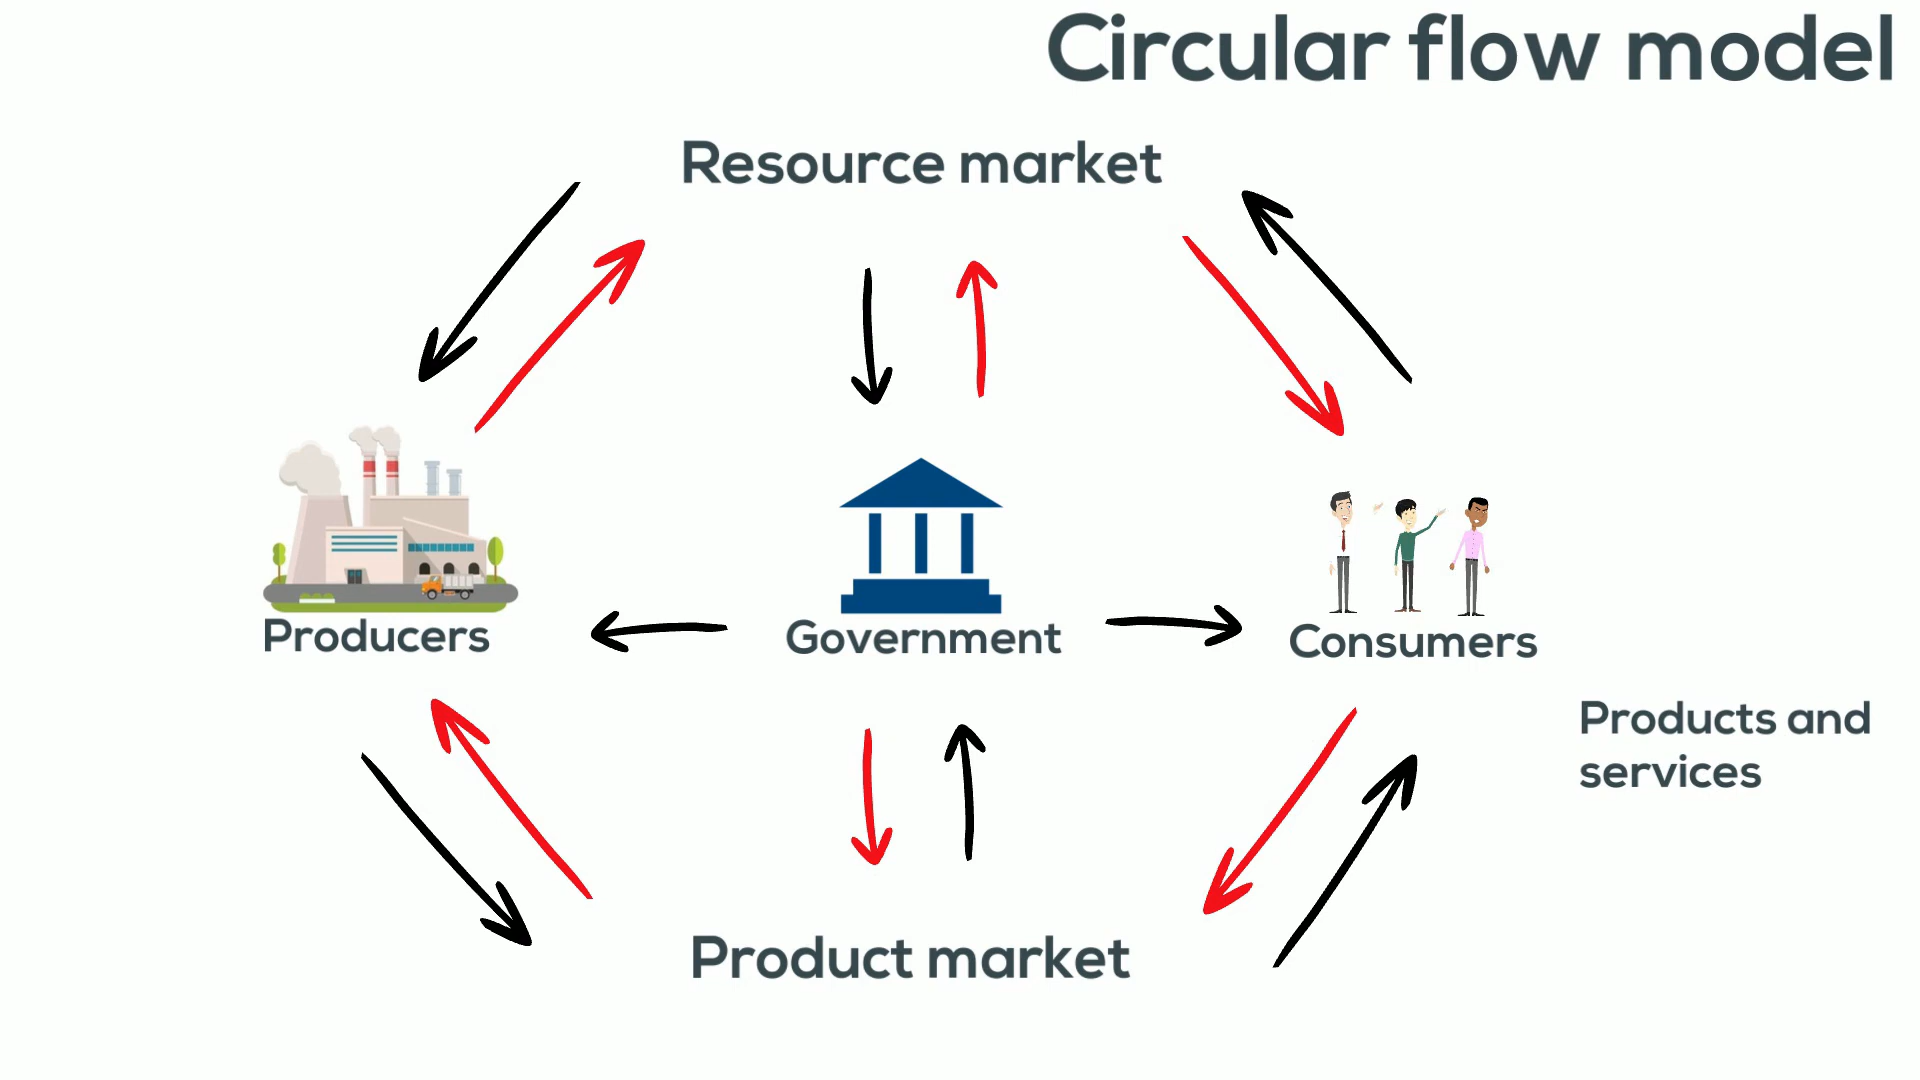 Circular flow model
Resource market
Producers
Government
Consumers
Products and
services
Product market